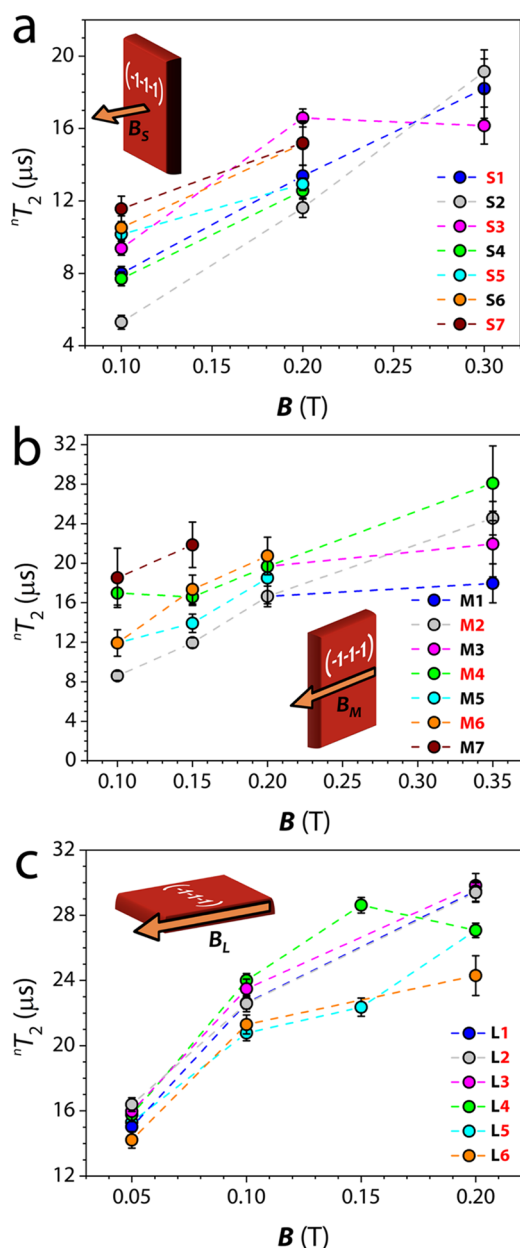 a
20
16
12
8
4
ⁿT₂ (μs)
(-1-1-1)
B_S
S1
S2
S3
S4
S5
S6
S7
0.10 0.15 0.20 0.25 0.30
B (T)
b
32
28
24
20
16
12
8
4
0
ⁿT₂ (μs)
(-1-1-1)
B_M
M1
M2
M3
M4
M5
M6
M7
0.10 0.15 0.20 0.25 0.30 0.35
B (T)
c
32
28
24
20
16
12
ⁿT₂ (μs)
(-1-1-1)
B_L
L1
L2
L3
L4
L5
L6
0.05 0.10 0.15 0.20
B (T)